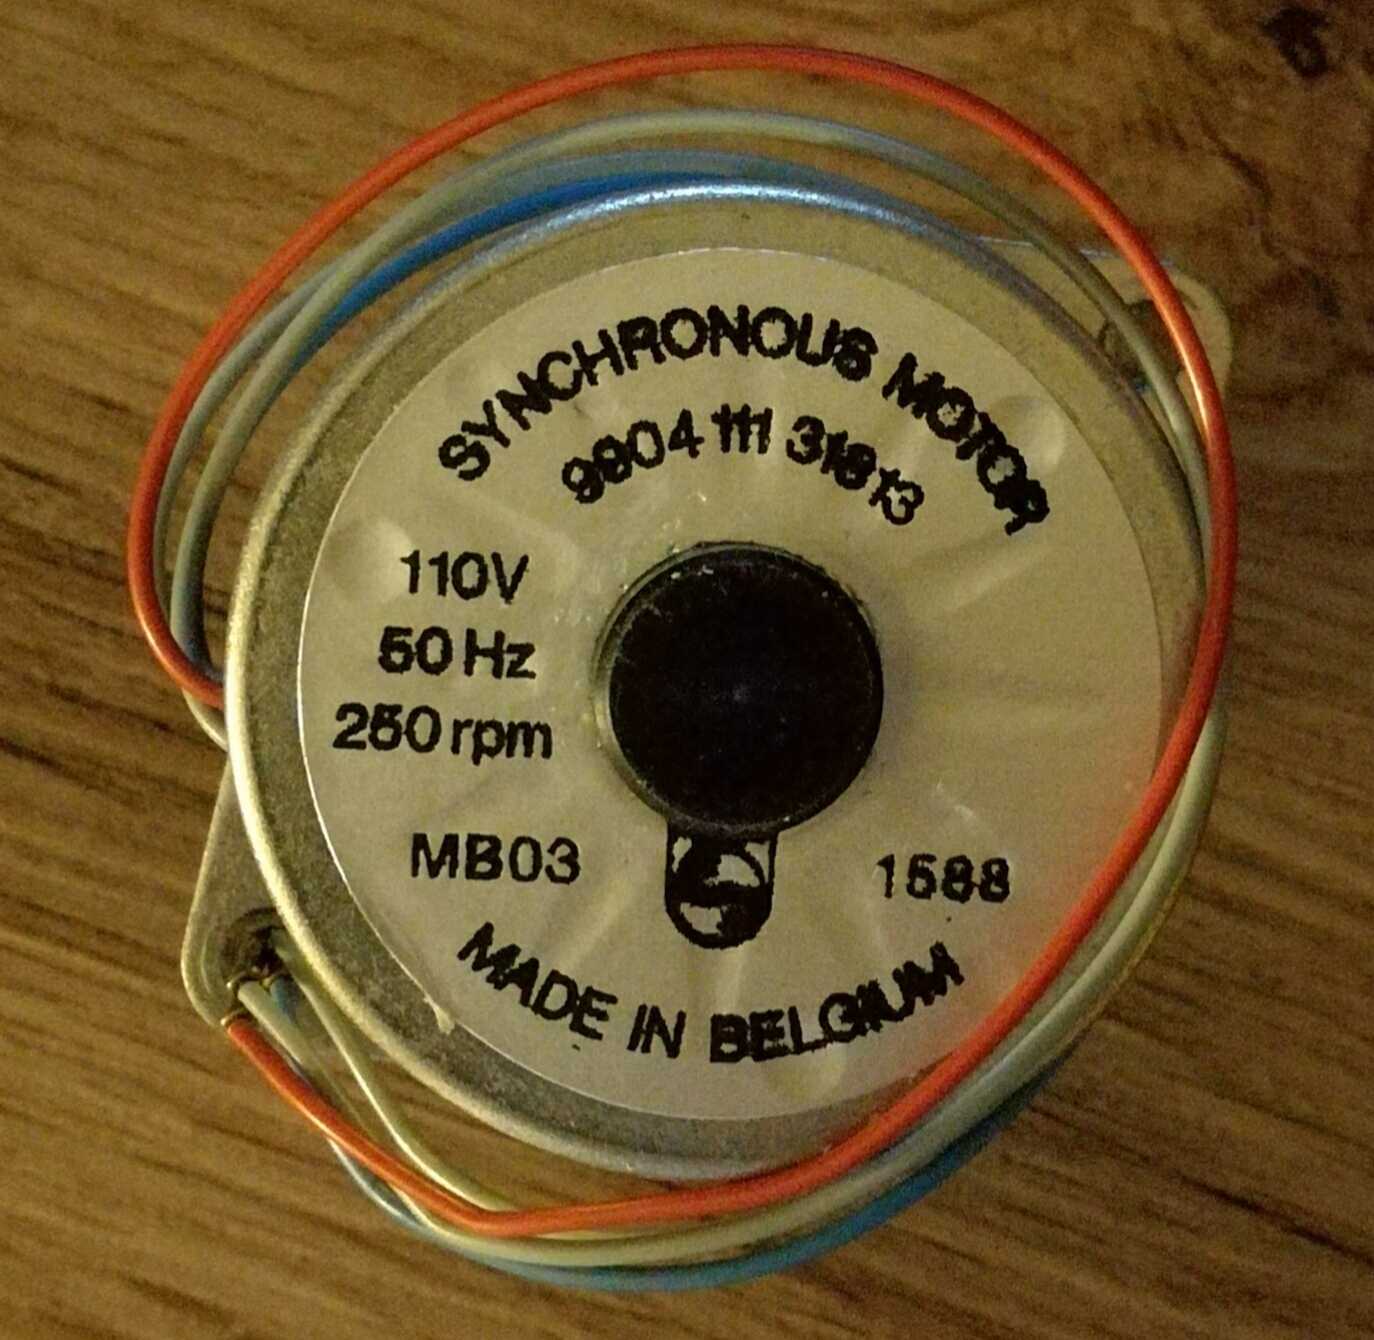 SYNCHRONOUS MOTOR
9904 111 31813
110V
50 Hz
250 rpm
MB03
1588
MADE IN BELGIUM